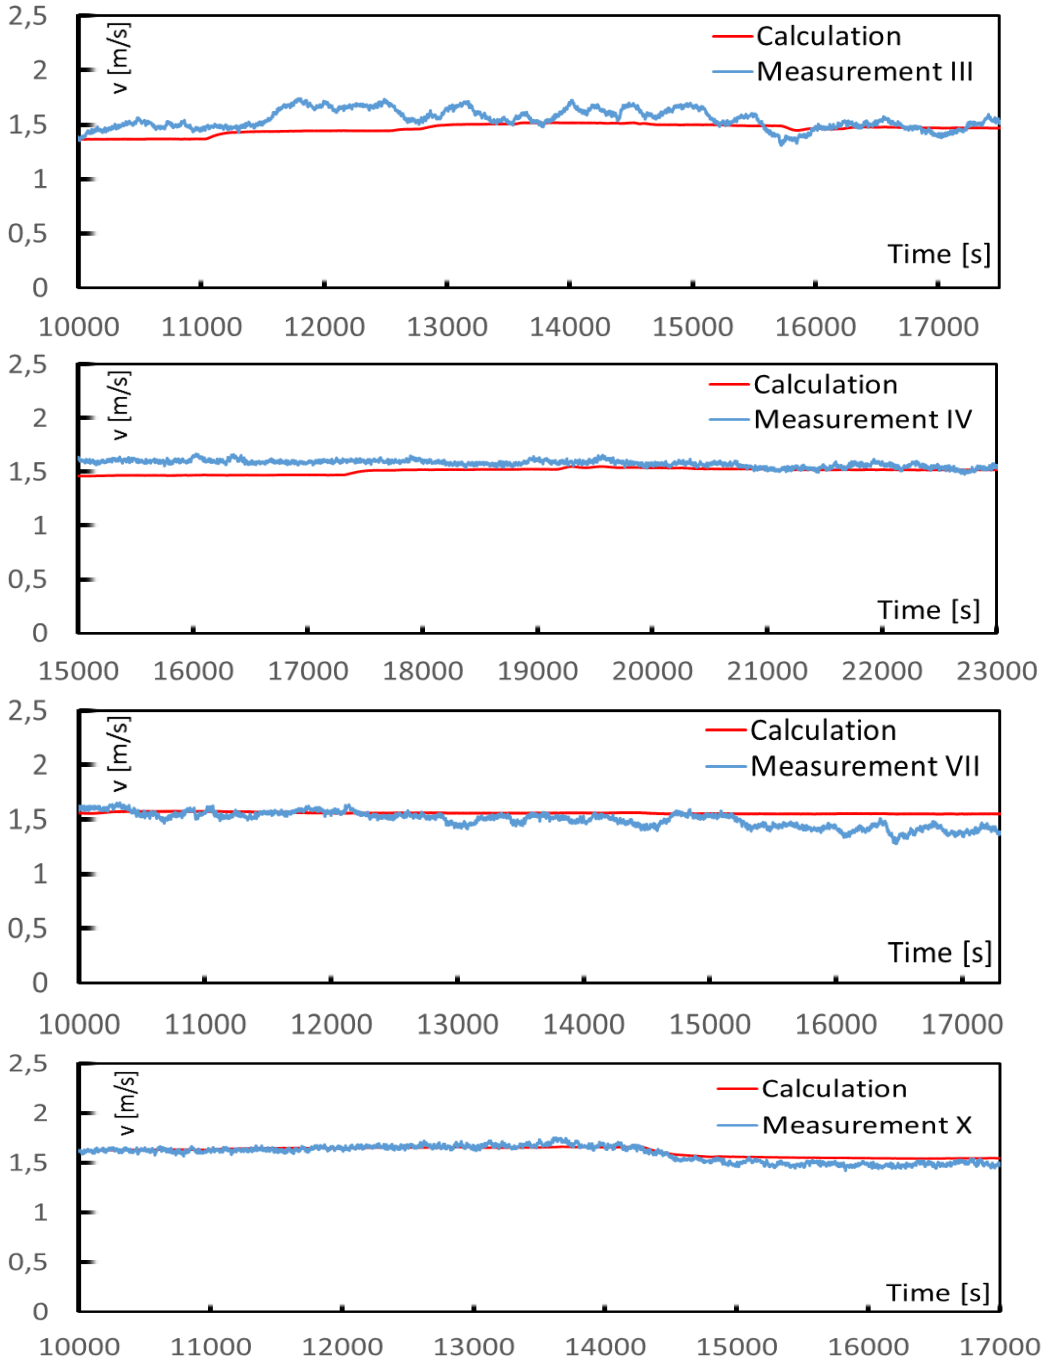 2,5
v [m/s]
Calculation
2
Measurement III
1,5
1
0,5
Time [s]
0
10000 11000 12000 13000 14000 15000 16000 17000
2,5
v [m/s]
Calculation
2
Measurement IV
1,5
1
0,5
Time [s]
0
15000 16000 17000 18000 19000 20000 21000 22000 23000
2,5
v [m/s]
Calculation
2
Measurement VII
1,5
1
0,5
Time [s]
0
10000 11000 12000 13000 14000 15000 16000 17000
2,5
v [m/s]
Calculation
2
Measurement X
1,5
1
0,5
Time [s]
0
10000 11000 12000 13000 14000 15000 16000 17000